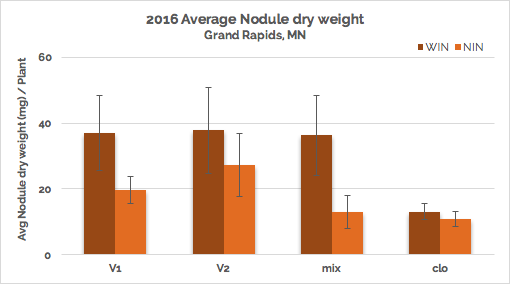 2016 Average Nodule dry weight
Grand Rapids, MN
WIN NIN
Avg Nodule dry weight (mg) / Plant
60
40
20
0
V1 V2 mix clo